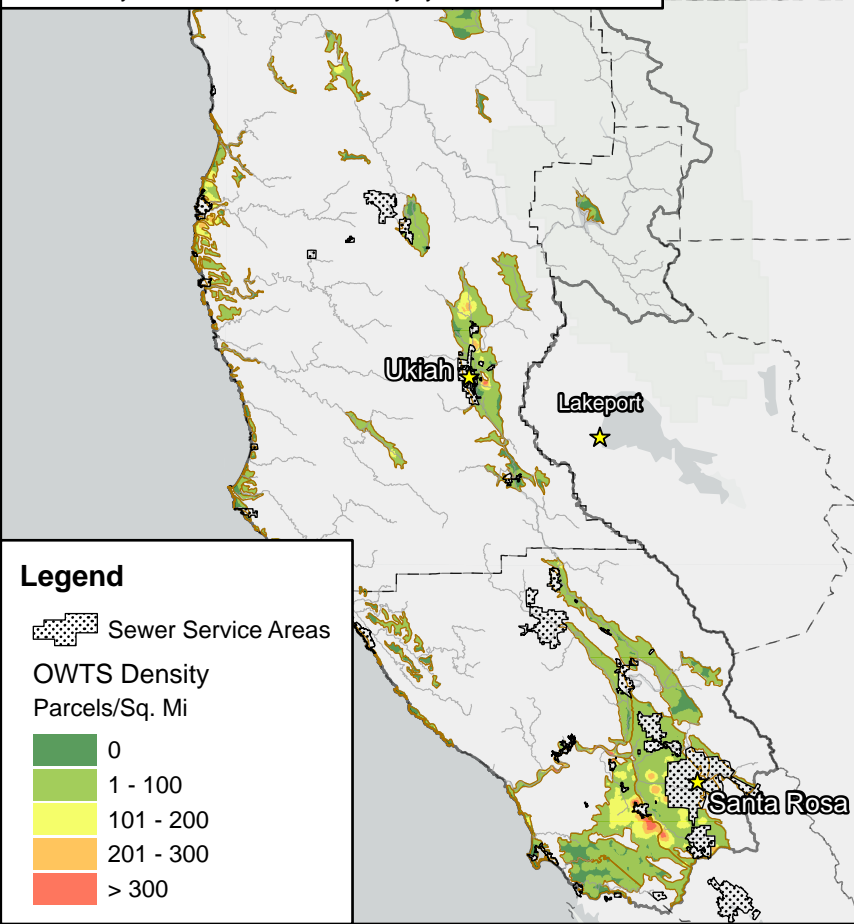 Ukiah
Lakeport
Santa Rosa
Legend
Sewer Service Areas
OWTS Density
Parcels/Sq. Mi
0
1 - 100
101 - 200
201 - 300
> 300